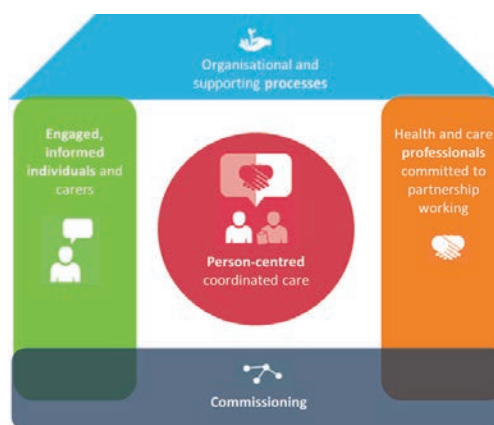 Organisational and
supporting processes
Engaged,
informed
individuals and
carers
Health and care
professionals
committed to
partnership
working
Person-centred
coordinated care
Commissioning